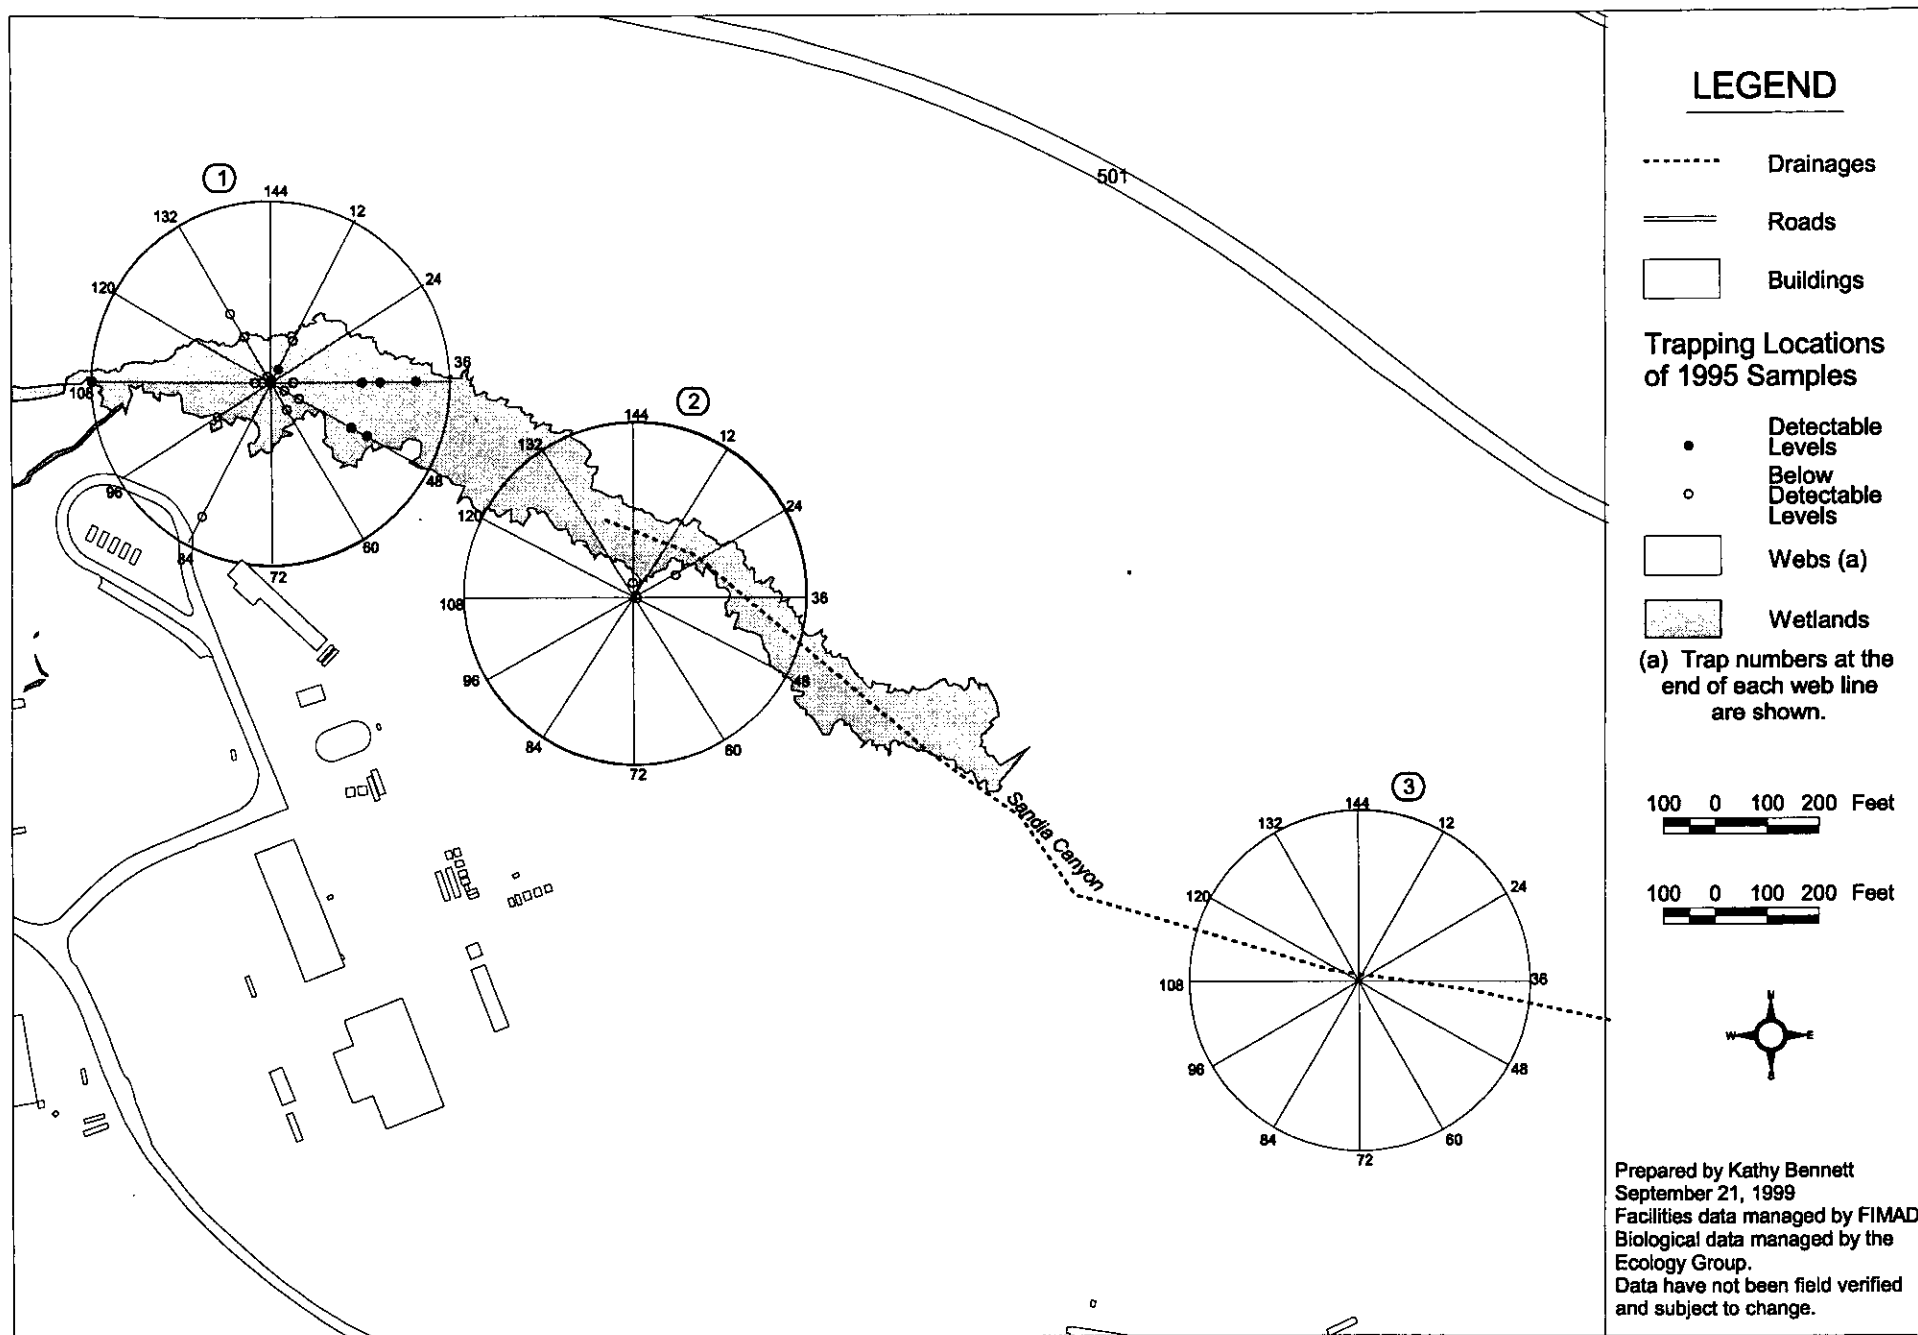 LEGEND
Drainages
Roads
Buildings
Trapping Locations
of 1995 Samples
Detectable
Levels
Below
Detectable
Levels
Webs (a)
Wetlands
(a) Trap numbers at the
end of each web line
are shown.
100 0 100 200 Feet
100 0 100 200 Feet
N
W E
S
Prepared by Kathy Bennett
September 21, 1999
Facilities data managed by FIMAD
Biological data managed by the
Ecology Group.
Data have not been field verified
and subject to change.
501
1
144
12
24
36
48
60
72
84
96
108
120
132
2
144
12
24
36
48
60
72
84
96
108
120
132
Sandia Canyon
3
144
12
24
36
48
60
72
84
96
108
120
132